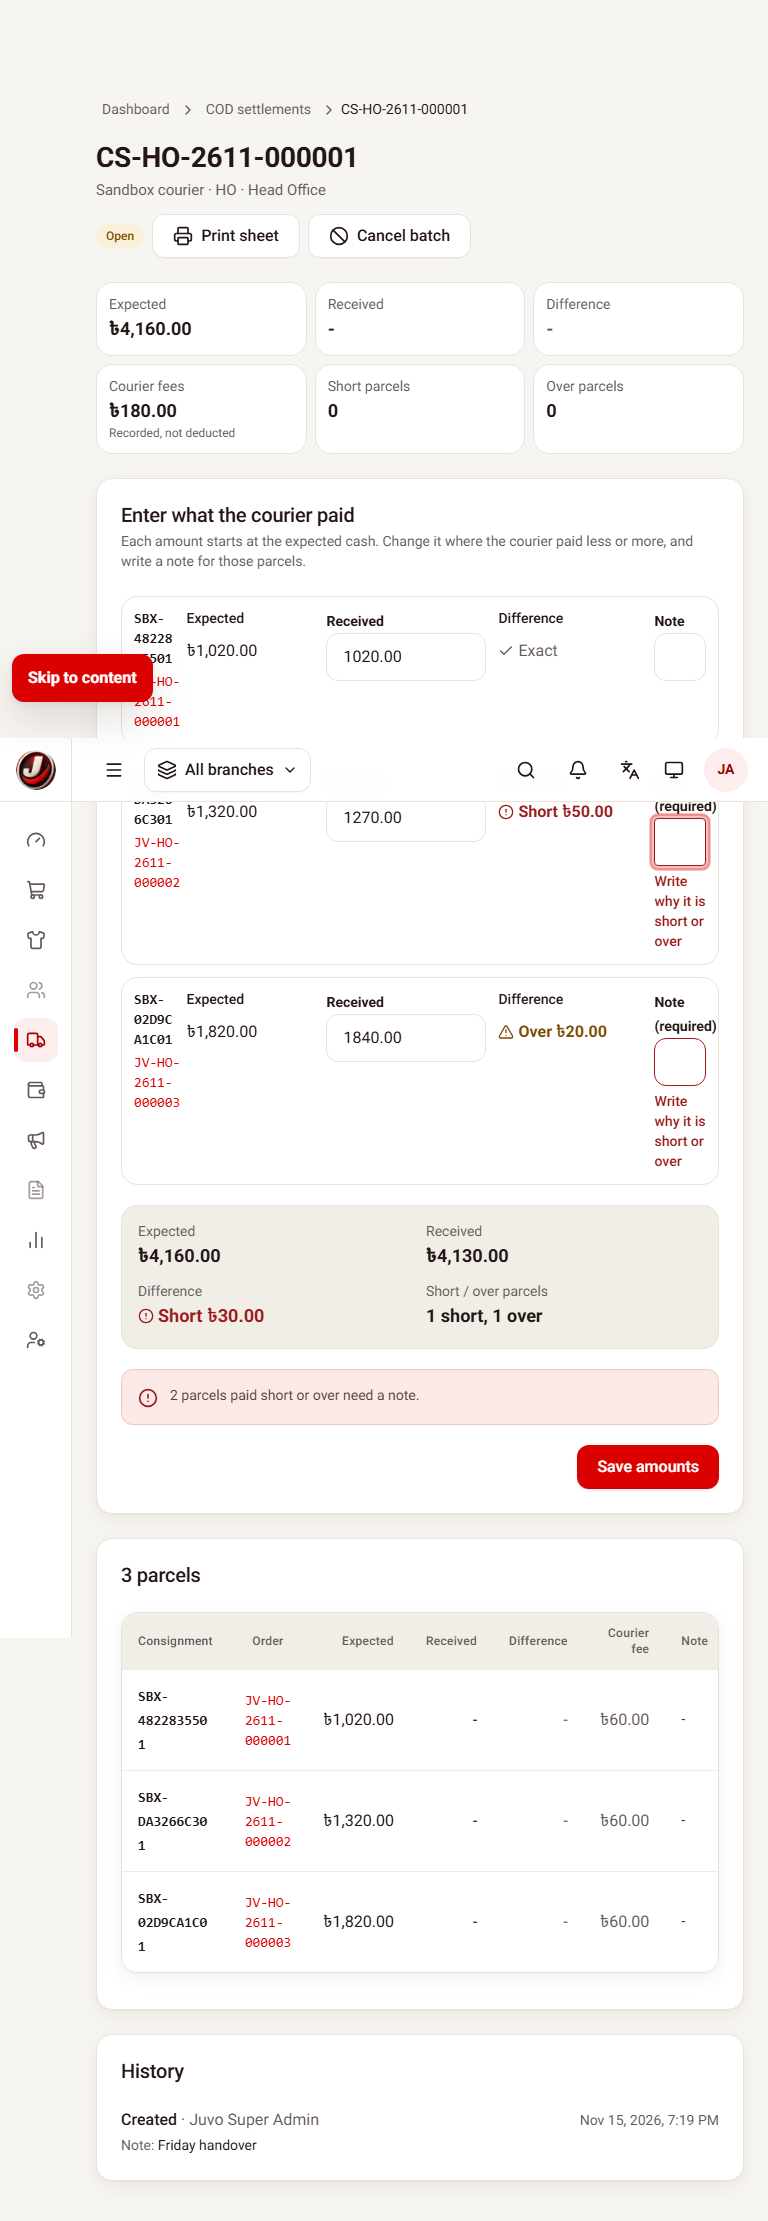 Dashboard > COD settlements > CS-HO-2611-000001
CS-HO-2611-000001
Sandbox courier · HO · Head Office
Open
Print sheet
Cancel batch
Expected
৳4,160.00
Received
-
Difference
-
Courier fees
৳180.00
Recorded, not deducted
Short parcels
0
Over parcels
0
Enter what the courier paid
Each amount starts at the expected cash. Change it where the courier paid less or more, and
write a note for those parcels.
SBX-
48228
5501
-HO-
2611-
000001
Expected
৳1,020.00
Received
1020.00
Difference
Exact
Note
Skip to content
All branches
JA
6C301
JV-HO-
2611-
000002
৳1,320.00
1270.00
Short ৳50.00
(required)
Write
why it is
short or
over
SBX-
02D9C
A1C01
JV-HO-
2611-
000003
Expected
৳1,820.00
Received
1840.00
Difference
Over ৳20.00
Note
(required)
Write
why it is
short or
over
Expected
৳4,160.00
Received
৳4,130.00
Difference
Short ৳30.00
Short / over parcels
1 short, 1 over
2 parcels paid short or over need a note.
Save amounts
3 parcels
Consignment Order Expected Received Difference Courier fee Note
SBX-
482283550
1
JV-HO-
2611-
000001
৳1,020.00 - - ৳60.00 -
SBX-
DA3266C30
1
JV-HO-
2611-
000002
৳1,320.00 - - ৳60.00 -
SBX-
02D9CA1C0
1
JV-HO-
2611-
000003
৳1,820.00 - - ৳60.00 -
History
Created · Juvo Super Admin
Nov 15, 2026, 7:19 PM
Note: Friday handover